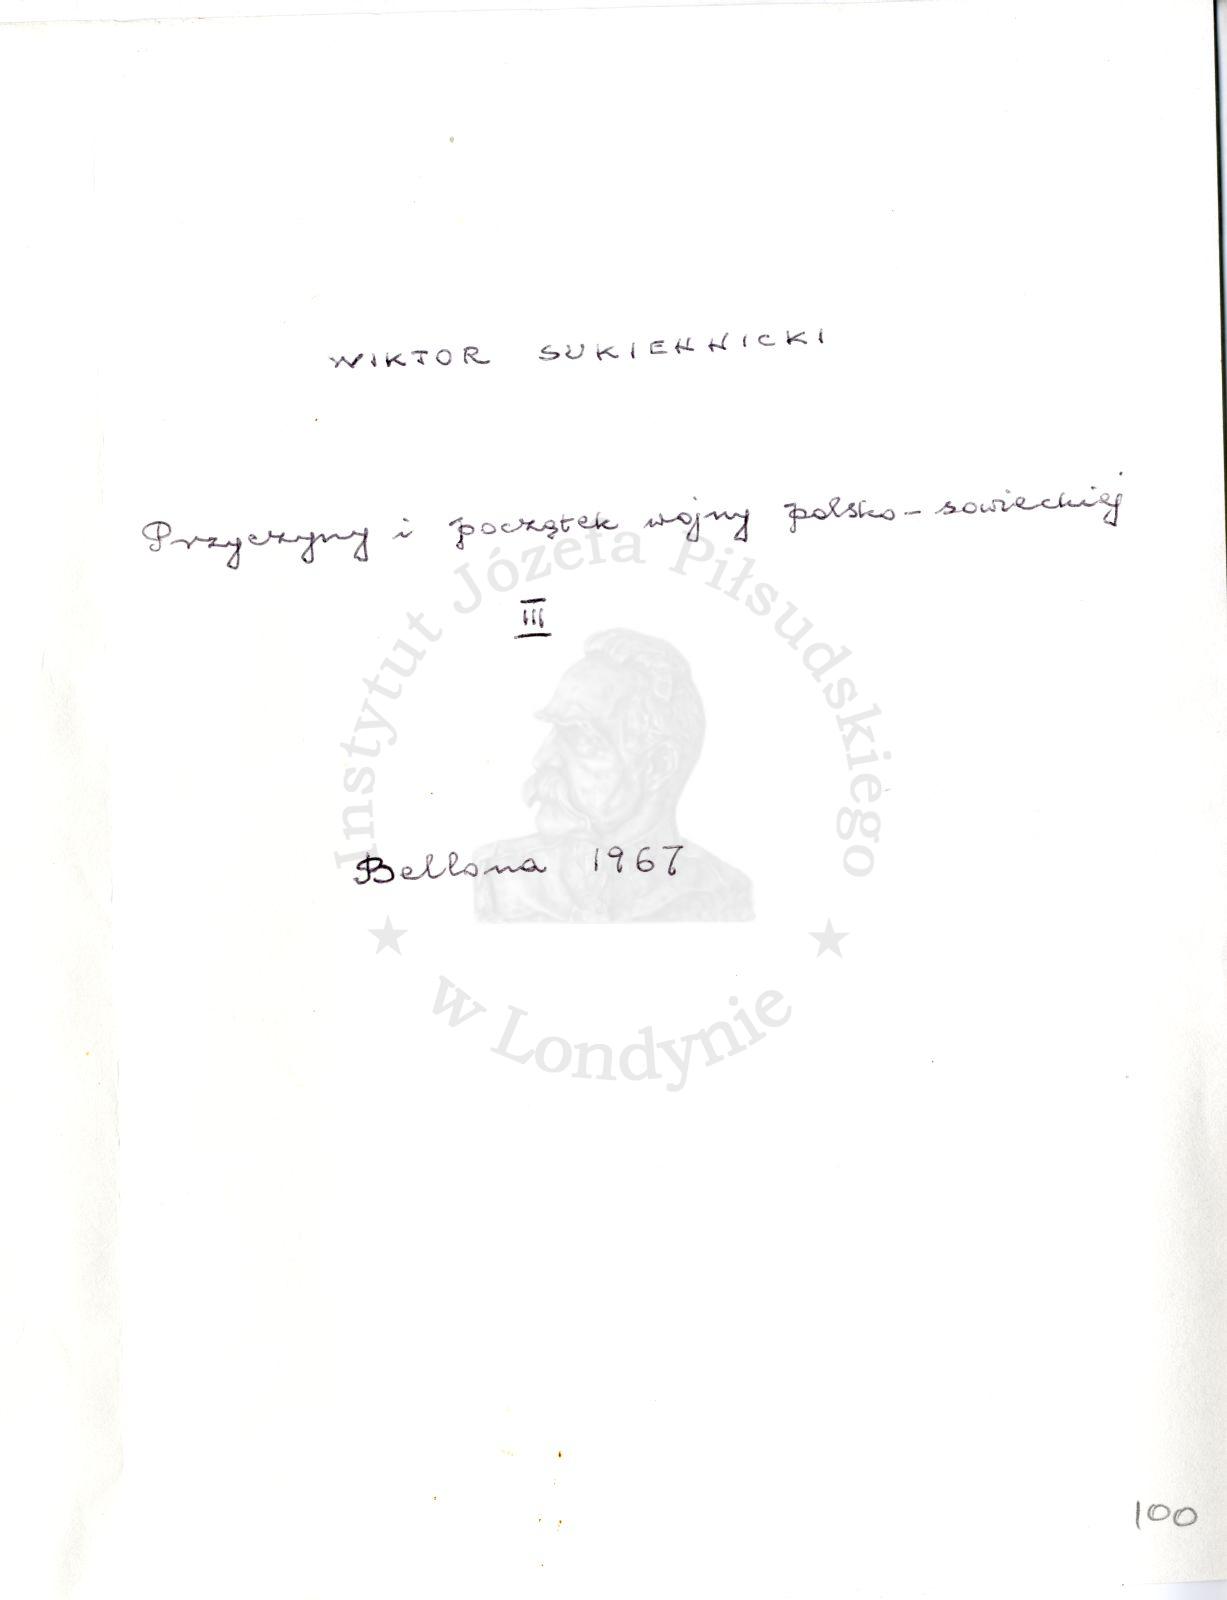 WIKTOR SUKIENNICKI
Przyczyny i początek wojny polsko-sowieckiej
III
Instytut Józefa Piłsudskiego
Bellona 1967
w Londynie
100